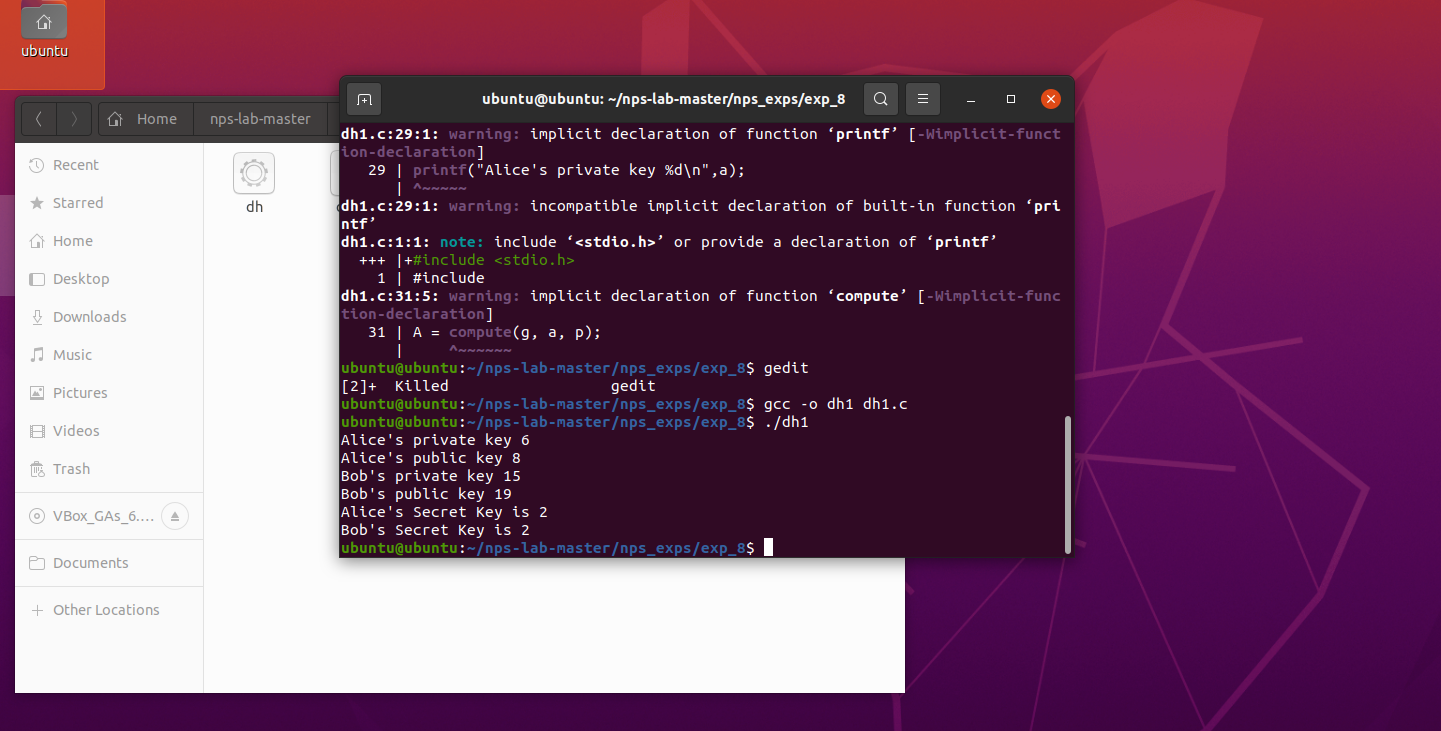 ubuntu
ubuntu@ubuntu: ~/nps-lab-master/nps_exps/exp_8
Home
nps-lab-master
Recent
Starred
Home
Desktop
Downloads
Music
Pictures
Videos
Trash
VBox_GAs_6....
Documents
Other Locations
dh
dh1.c:29:1: warning: implicit declaration of function ‘printf’ [-Wimplicit-funct
ion-declaration]
   29 | printf("Alice's private key %d\n",a);
      | ^~~~~~
dh1.c:29:1: warning: incompatible implicit declaration of built-in function ‘pri
ntf’
dh1.c:1:1: note: include ‘<stdio.h>’ or provide a declaration of ‘printf’
  +++ |+#include <stdio.h>
    1 | #include
dh1.c:31:5: warning: implicit declaration of function ‘compute’ [-Wimplicit-func
tion-declaration]
   31 | A = compute(g, a, p);
      |     ^~~~~~~
ubuntu@ubuntu:~/nps-lab-master/nps_exps/exp_8$ gedit
[2]+  Killed                  gedit
ubuntu@ubuntu:~/nps-lab-master/nps_exps/exp_8$ gcc -o dh1 dh1.c
ubuntu@ubuntu:~/nps-lab-master/nps_exps/exp_8$ ./dh1
Alice's private key 6
Alice's public key 8
Bob's private key 15
Bob's public key 19
Alice's Secret Key is 2
Bob's Secret Key is 2
ubuntu@ubuntu:~/nps-lab-master/nps_exps/exp_8$